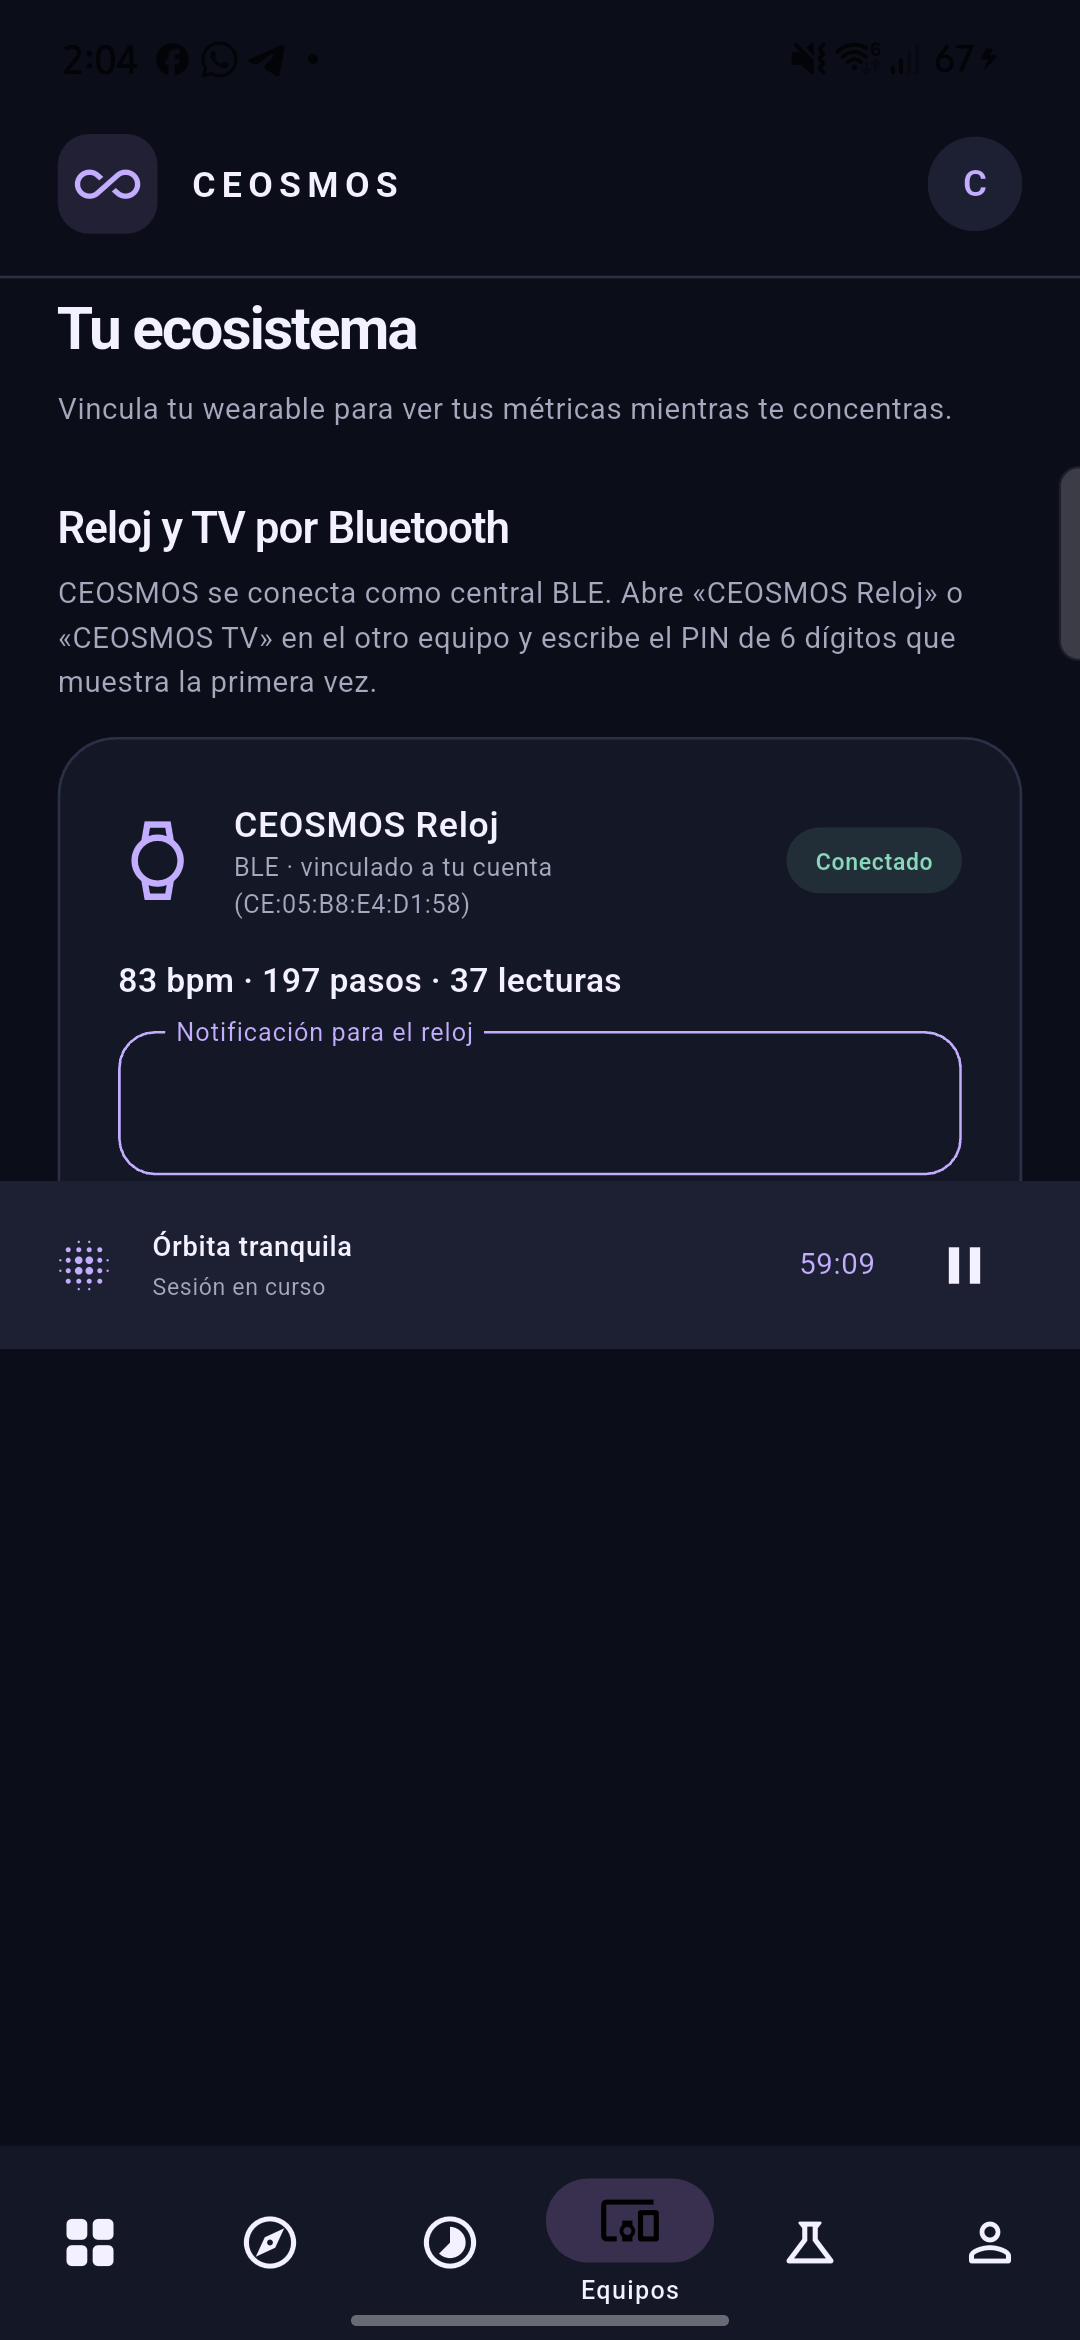 2:04
6
67
CEOSMOS
C
Tu ecosistema
Vincula tu wearable para ver tus métricas mientras te concentras.
Reloj y TV por Bluetooth
CEOSMOS se conecta como central BLE. Abre «CEOSMOS Reloj» o
«CEOSMOS TV» en el otro equipo y escribe el PIN de 6 dígitos que
muestra la primera vez.
CEOSMOS Reloj
BLE · vinculado a tu cuenta
(CE:05:B8:E4:D1:58)
Conectado
83 bpm · 197 pasos · 37 lecturas
Notificación para el reloj
Órbita tranquila
Sesión en curso
59:09
Equipos